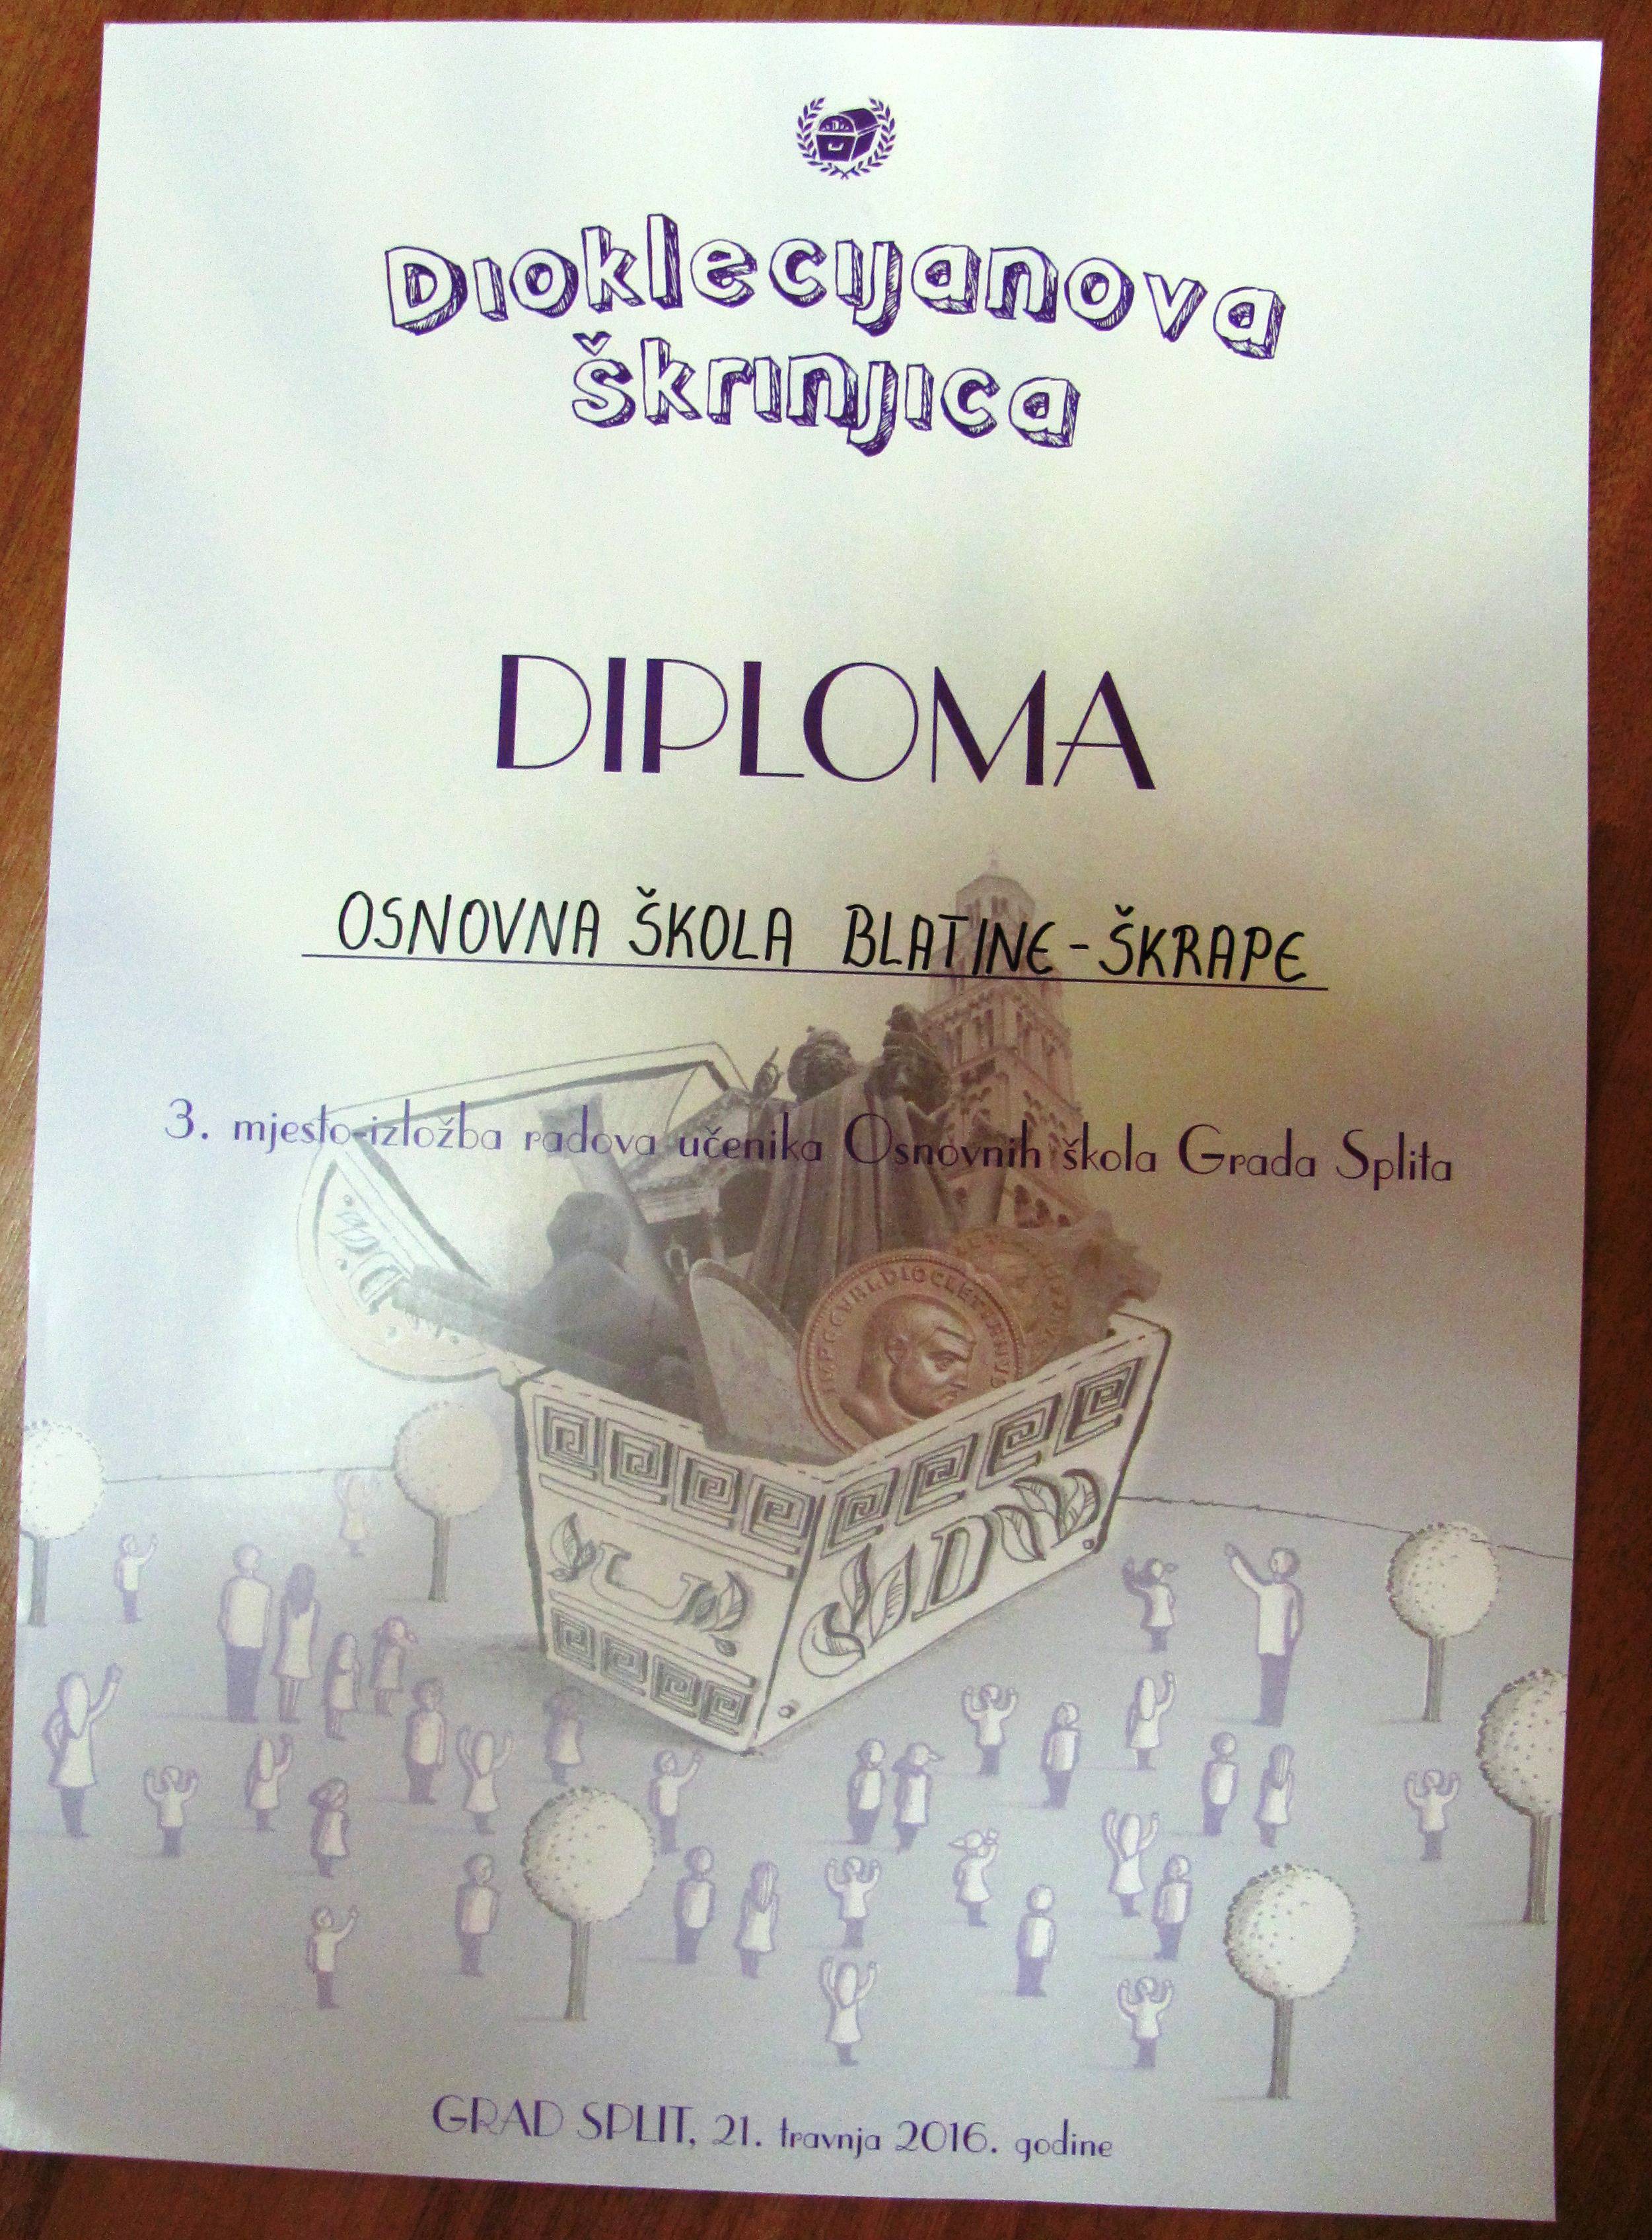 Dioklecijanova
škrinjica
DIPLOMA
OSNOVNA ŠKOLA BLATINE-ŠKRAPE
3. mjesto-izložba radova učenika Osnovnih škola Grada Splita
D
GRAD SPLIT, 21. travnja 2016. godine